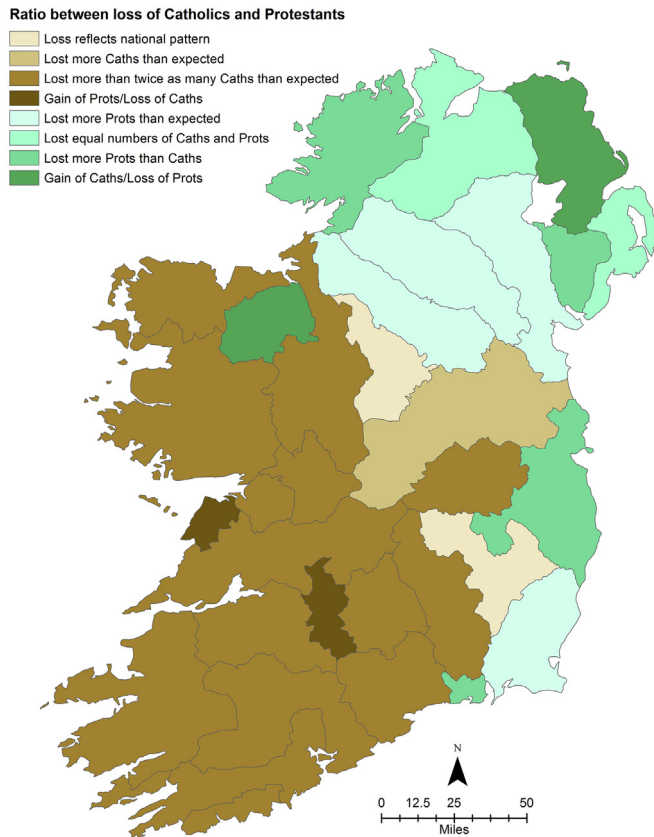 Ratio between loss of Catholics and Protestants
Loss reflects national pattern
Lost more Caths than expected
Lost more than twice as many Caths than expected
Gain of Prots/Loss of Caths
Lost more Prots than expected
Lost equal numbers of Caths and Prots
Lost more Prots than Caths
Gain of Caths/Loss of Prots
N
0 12.5 25 50
Miles